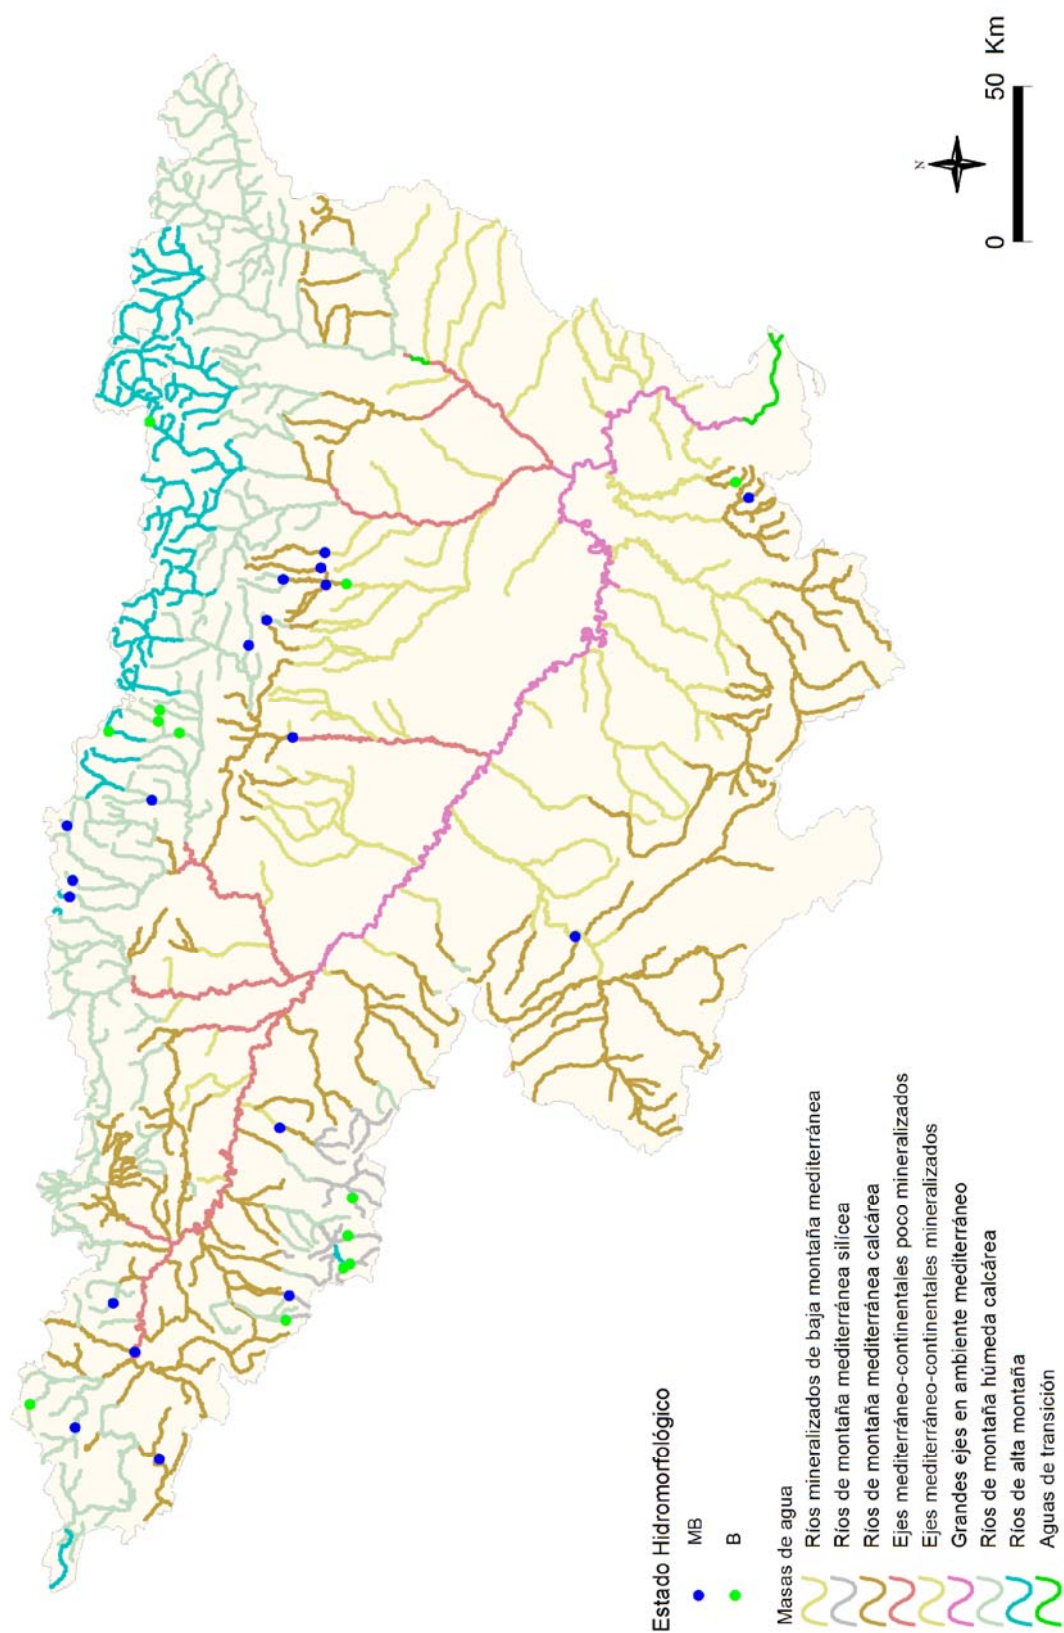 N
0 50 Km
Estado Hidromorfológico
MB
B
Masas de agua
Ríos mineralizados de baja montaña mediterránea
Ríos de montaña mediterránea silícea
Ríos de montaña mediterránea calcárea
Ejes mediterráneo-continentales poco mineralizados
Ejes mediterráneo-continentales mineralizados
Grandes ejes en ambiente mediterráneo
Ríos de montaña húmeda calcárea
Ríos de alta montaña
Aguas de transición